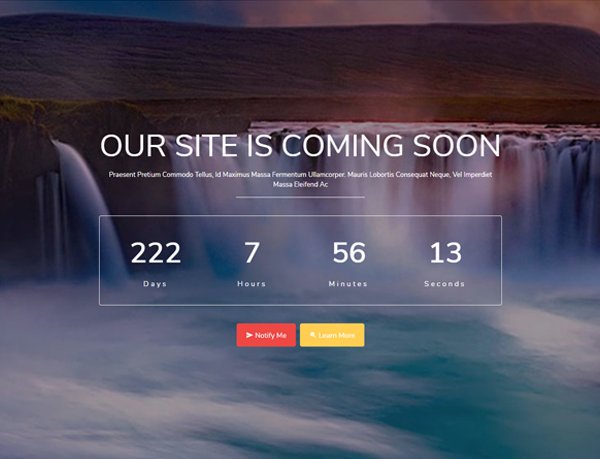 OUR SITE IS COMING SOON
Praesent Pretium Commodo Tellus, Id Maximus Massa Fermentum Ullamcorper. Mauris Lobortis Consequat Neque, Vel Imperdiet
Massa Eleifend Ac
222 7 56 13
Days Hours Minutes Seconds
Notify Me Learn More